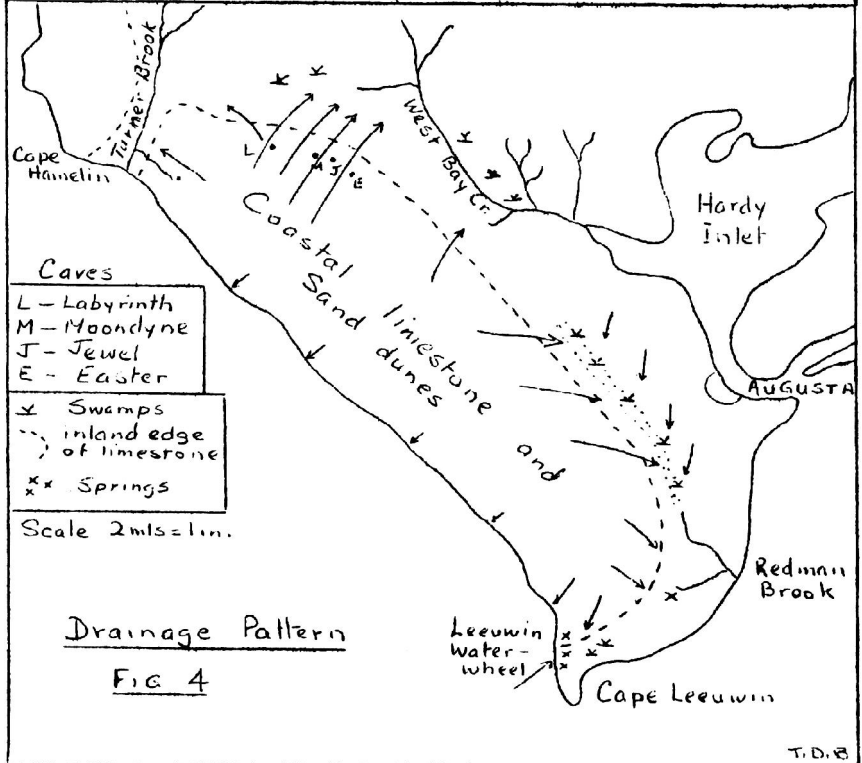 Turner Brook
Cape
Hamelin
West Bay Cr.
L
M
J
E
Hardy
Inlet
Coastal limestone and
Sand dunes
Caves
L – Labyrinth
M – Moondyne
J – Jewel
E – Easter
AUGUSTA
Swamps
inland edge
of limestone
Springs
Scale 2mls = 1in.
Redman
Brook
Drainage Pattern
FIG 4
Leeuwin
water-
wheel
Cape Leeuwin
T.D.B